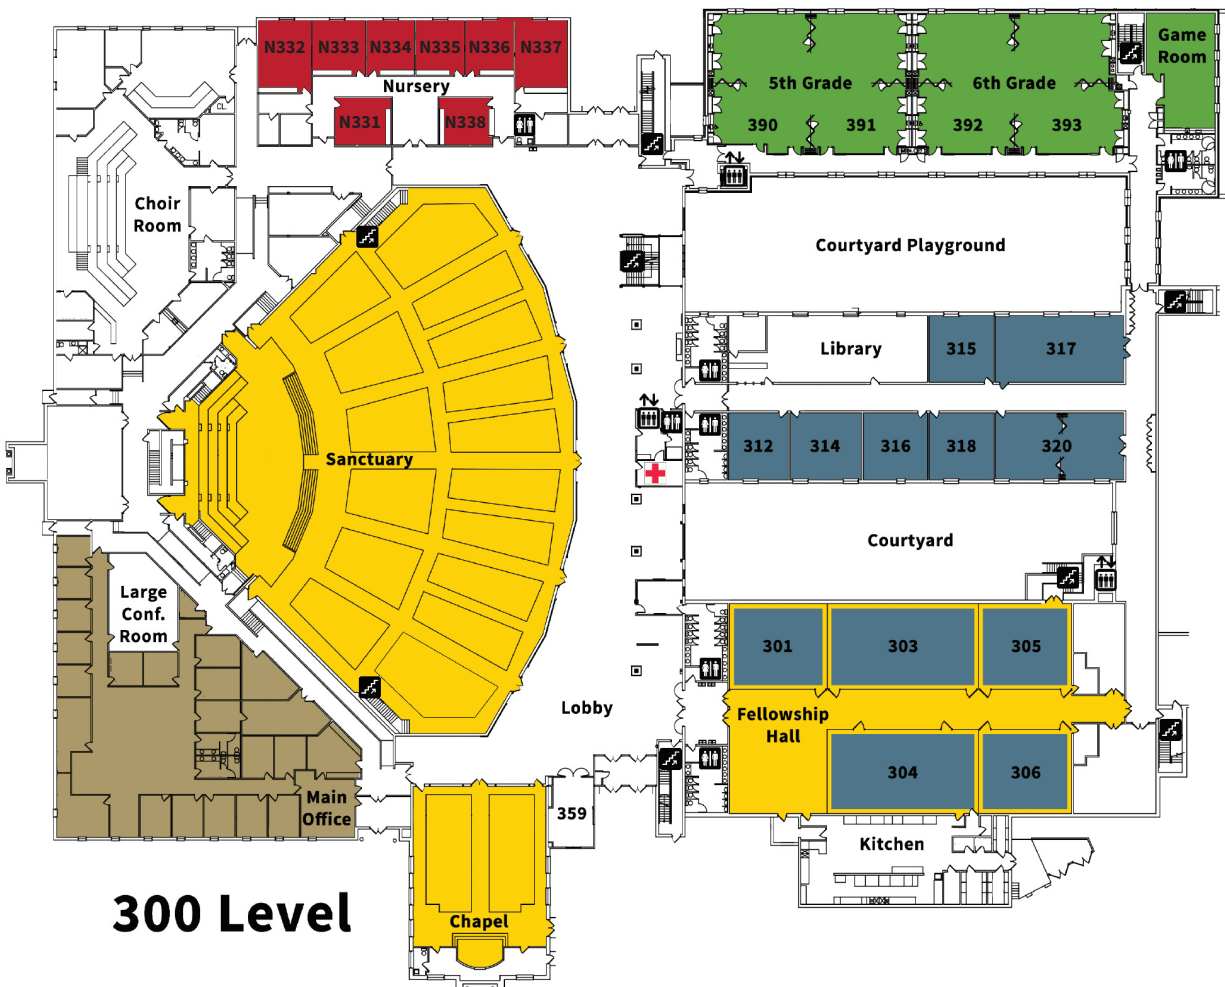 N332
N333
N334
N335
N336
N337
Nursery
N331
N338
5th Grade
6th Grade
Game
Room
390
391
392
393
CL.
Choir
Room
Courtyard Playground
Library
315
317
312
314
316
318
320
Sanctuary
Courtyard
Large
Conf.
Room
301
303
305
Lobby
Fellowship
Hall
304
306
Main
Office
359
Kitchen
300 Level
Chapel